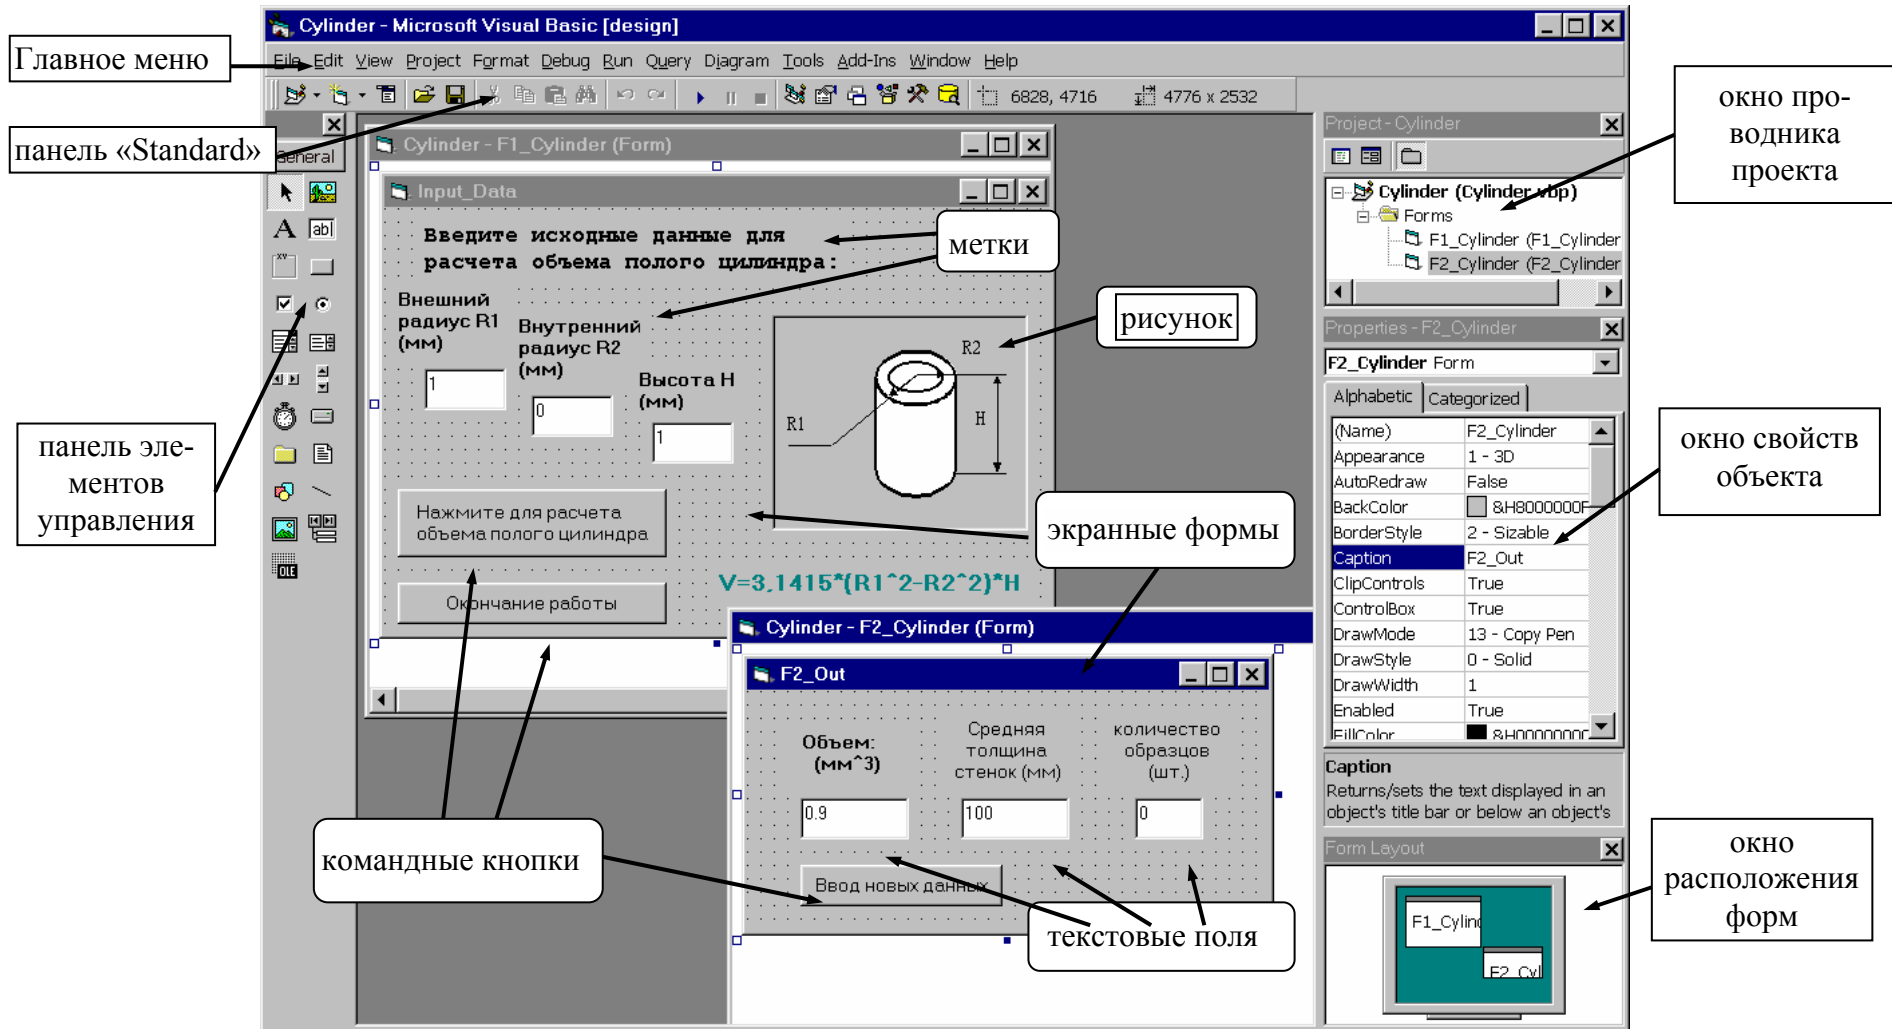 Cylinder - Microsoft Visual Basic [design]
Главное меню
File Edit View Project Format Debug Run Query Diagram Tools Add-Ins Window Help
6828, 4716
4776 x 2532
панель «Standard»
General
Cylinder - F1_Cylinder (Form)
Input_Data
Введите исходные данные для
расчета объема полого цилиндра:
метки
Внешний
радиус R1
(мм)
1
Внутренний
радиус R2
(мм)
0
Высота H
(мм)
1
рисунок
R2
R1
H
панель эле-
ментов
управления
Нажмите для расчета
объема полого цилиндра
экранные формы
Окончание работы
V=3,1415*(R1^2-R2^2)*H
Cylinder - F2_Cylinder (Form)
F2_Out
Объем:
(мм^3)
0.9
Средняя
толщина
стенок (мм)
100
количество
образцов
(шт.)
0
командные кнопки
Ввод новых данных
текстовые поля
окно про-
водника
проекта
Project - Cylinder
Cylinder (Cylinder.vbp)
Forms
F1_Cylinder (F1_Cylinder
F2_Cylinder (F2_Cylinder
Properties - F2_Cylinder
F2_Cylinder Form
Alphabetic Categorized
(Name) F2_Cylinder
Appearance 1 - 3D
AutoRedraw False
BackColor &H8000000F
BorderStyle 2 - Sizable
Caption F2_Out
ClipControls True
ControlBox True
DrawMode 13 - Copy Pen
DrawStyle 0 - Solid
DrawWidth 1
Enabled True
FillColor &H0000000
окно свойств
объекта
Caption
Returns/sets the text displayed in an
object's title bar or below an object's
Form Layout
F1_Cylind
F2_Cyl
окно
расположения
форм
OLE